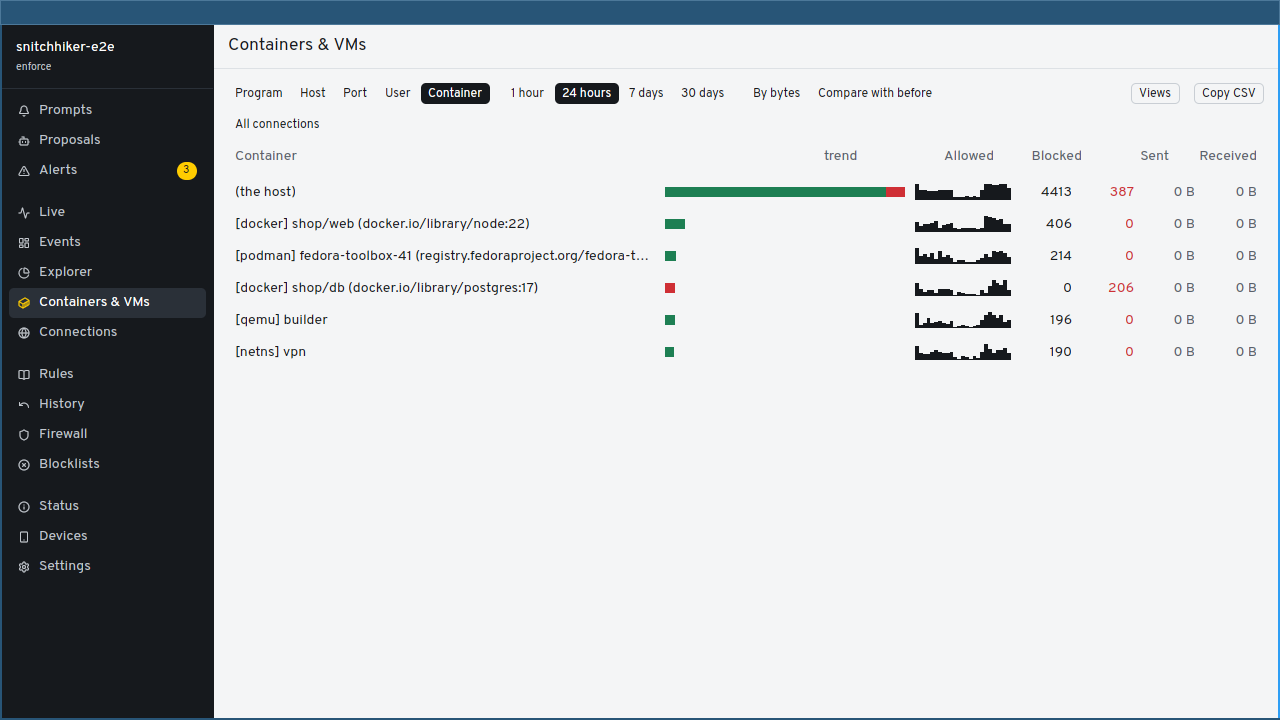 snitchhiker-e2e
enforce
Prompts
Proposals
Alerts 3
Live
Events
Explorer
Containers & VMs
Connections
Rules
History
Firewall
Blocklists
Status
Devices
Settings
Containers & VMs
Program Host Port User Container 1 hour 24 hours 7 days 30 days By bytes Compare with before Views Copy CSV
All connections
Container trend Allowed Blocked Sent Received
(the host) 4413 387 0 B 0 B
[docker] shop/web (docker.io/library/node:22) 406 0 0 B 0 B
[podman] fedora-toolbox-41 (registry.fedoraproject.org/fedora-t… 214 0 0 B 0 B
[docker] shop/db (docker.io/library/postgres:17) 0 206 0 B 0 B
[qemu] builder 196 0 0 B 0 B
[netns] vpn 190 0 0 B 0 B